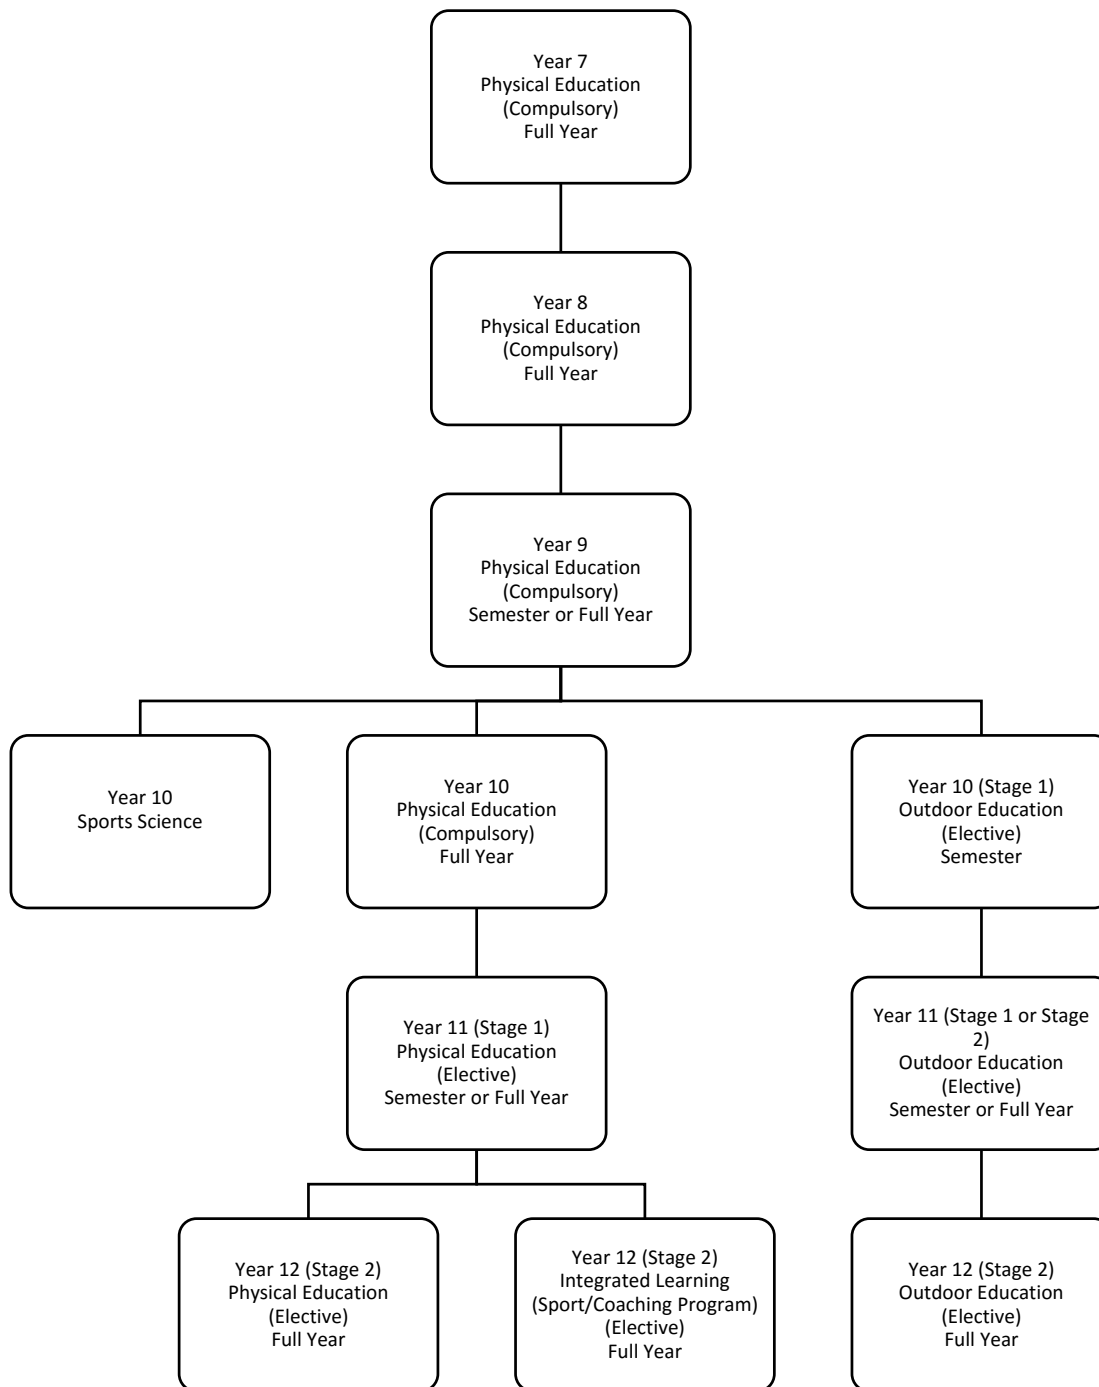 Year 7
Physical Education
(Compulsory)
Full Year
Year 8
Physical Education
(Compulsory)
Full Year
Year 9
Physical Education
(Compulsory)
Semester or Full Year
Year 10
Sports Science
Year 10
Physical Education
(Compulsory)
Full Year
Year 10 (Stage 1)
Outdoor Education
(Elective)
Semester
Year 11 (Stage 1)
Physical Education
(Elective)
Semester or Full Year
Year 11 (Stage 1 or Stage
2)
Outdoor Education
(Elective)
Semester or Full Year
Year 12 (Stage 2)
Physical Education
(Elective)
Full Year
Year 12 (Stage 2)
Integrated Learning
(Sport/Coaching Program)
(Elective)
Full Year
Year 12 (Stage 2)
Outdoor Education
(Elective)
Full Year